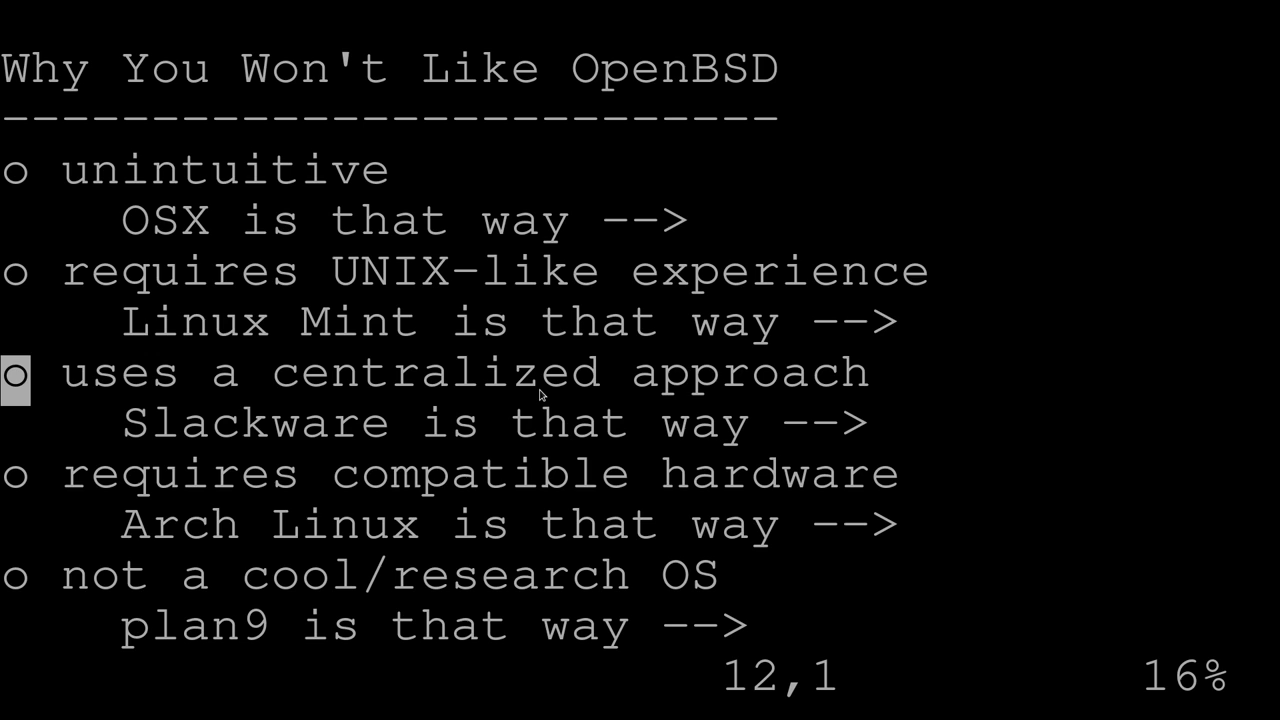 Why You Won't Like OpenBSD
--------------------------
o unintuitive
OSX is that way -->
o requires UNIX-like experience
Linux Mint is that way -->
o uses a centralized approach
Slackware is that way -->
o requires compatible hardware
Arch Linux is that way -->
o not a cool/research OS
plan9 is that way -->
12,1 16%